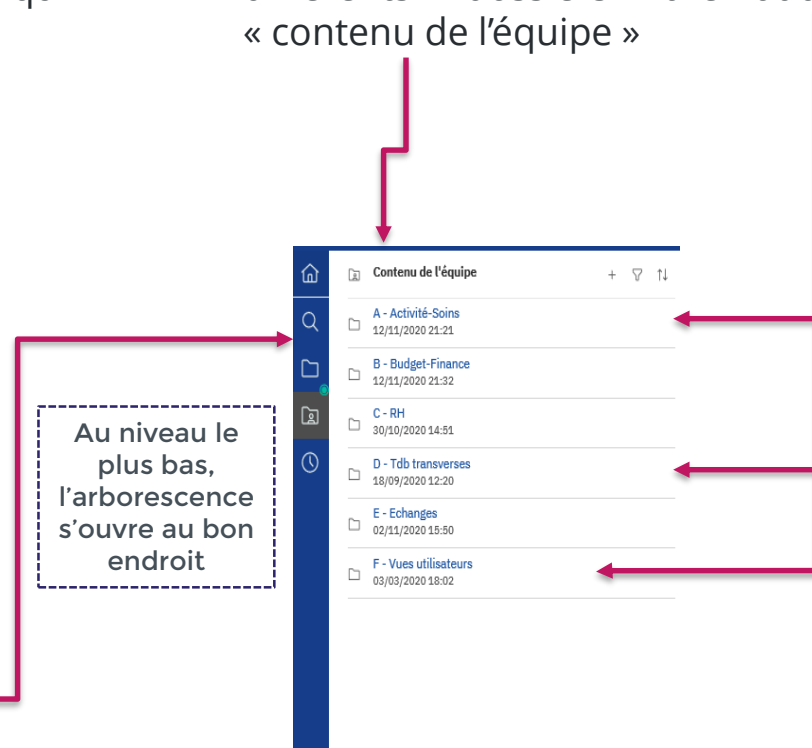 « contenu de l’équipe »
Contenu de l'équipe
A - Activité-Soins
12/11/2020 21:21
B - Budget-Finance
12/11/2020 21:32
C - RH
30/10/2020 14:51
D - Tdb transverses
18/09/2020 12:20
E - Echanges
02/11/2020 15:50
F - Vues utilisateurs
03/03/2020 18:02
Au niveau le
plus bas,
l’arborescence
s’ouvre au bon
endroit